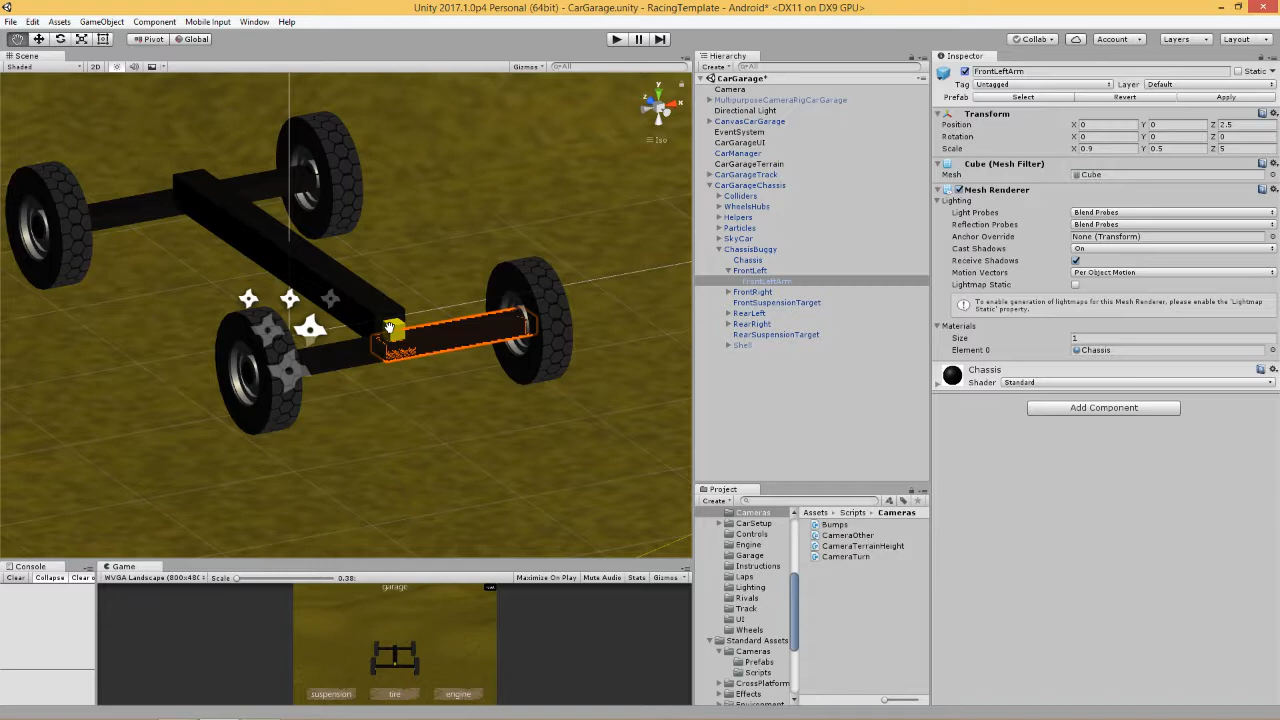 Unity 2017.1.0p4 Personal (64bit) - CarGarage.unity - RacingTemplate - Android* <DX11 on DX9 GPU>
File Edit Assets GameObject Component Mobile Input Window Help
Pivot Global Collab Account Layers Layout
Scene
Shaded 2D Gizmos All
Y
X
Z
Iso
Hierarchy
Create All
CarGarage*
Camera
MultipurposeCameraRigCarGarage
Directional Light
CanvasCarGarage
EventSystem
CarGarageUI
CarManager
CarGarageTerrain
CarGarageTrack
CarGarageChassis
Colliders
WheelsHubs
Helpers
Particles
SkyCar
ChassisBuggy
Chassis
FrontLeft
FrontLeftArm
FrontRight
FrontSuspensionTarget
RearLeft
RearRight
RearSuspensionTarget
Shell
Inspector
FrontLeftArm Static
Tag Untagged Layer Default
Prefab Select Revert Apply
Transform
Position X 0 Y 0 Z 2.5
Rotation X 0 Y 0 Z 0
Scale X 0.9 Y 0.5 Z 5
Cube (Mesh Filter)
Mesh Cube
Mesh Renderer
Lighting
Light Probes Blend Probes
Reflection Probes Blend Probes
Anchor Override None (Transform)
Cast Shadows On
Receive Shadows
Motion Vectors Per Object Motion
Lightmap Static
To enable generation of lightmaps for this Mesh Renderer, please enable the 'Lightmap
Static' property.
Materials
Size 1
Element 0 Chassis
Chassis
Shader Standard
Add Component
Project
Create
Cameras
CarSetup
Controls
Engine
Garage
Instructions
Laps
Lighting
Rivals
Track
UI
Wheels
Standard Assets
Cameras
Prefabs
Scripts
CrossPlatform
Effects
Environment
Assets Scripts Cameras
Bumps
CameraOther
CameraTerrainHeight
CameraTurn
Console
Clear Collapse Clear o
Game
WVGA Landscape (800x480 Scale 0.38: Maximize On Play Mute Audio Stats Gizmos
garage
suspension tire engine